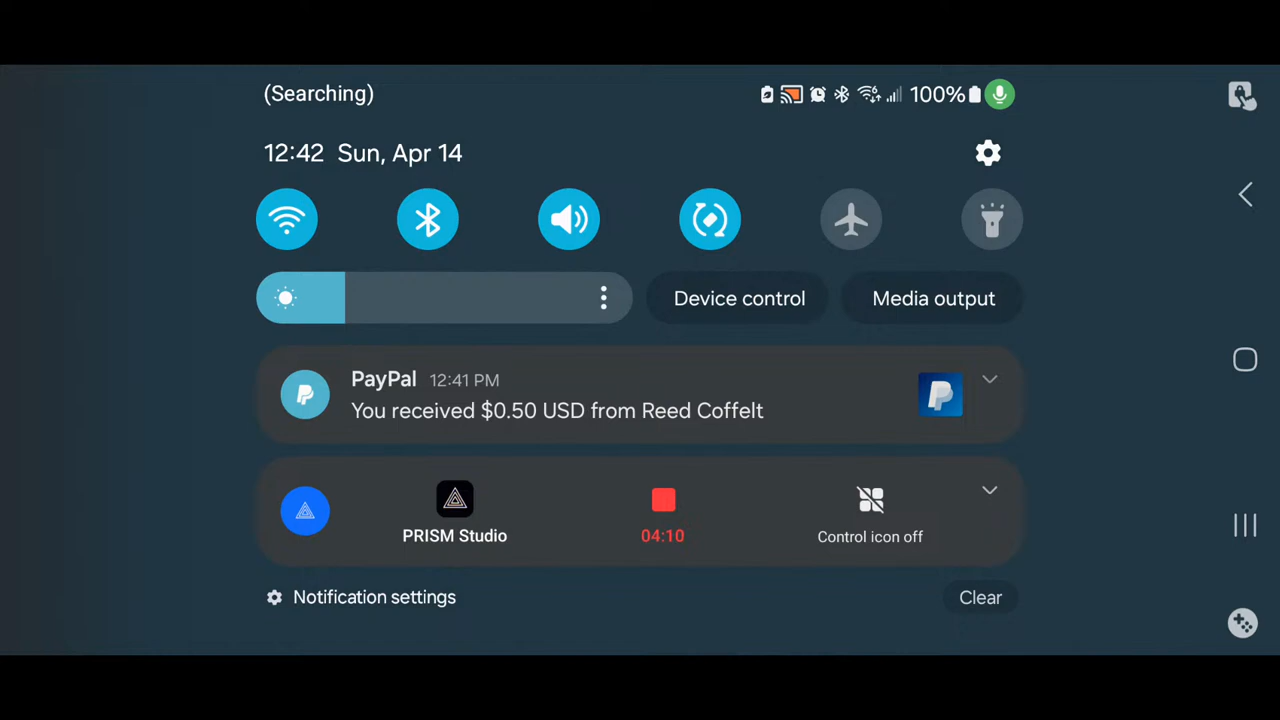 (Searching)
100%
12:42 Sun, Apr 14
Device control
Media output
PayPal 12:41 PM
You received $0.50 USD from Reed Coffelt
PRISM Studio
04:10
Control icon off
Notification settings
Clear